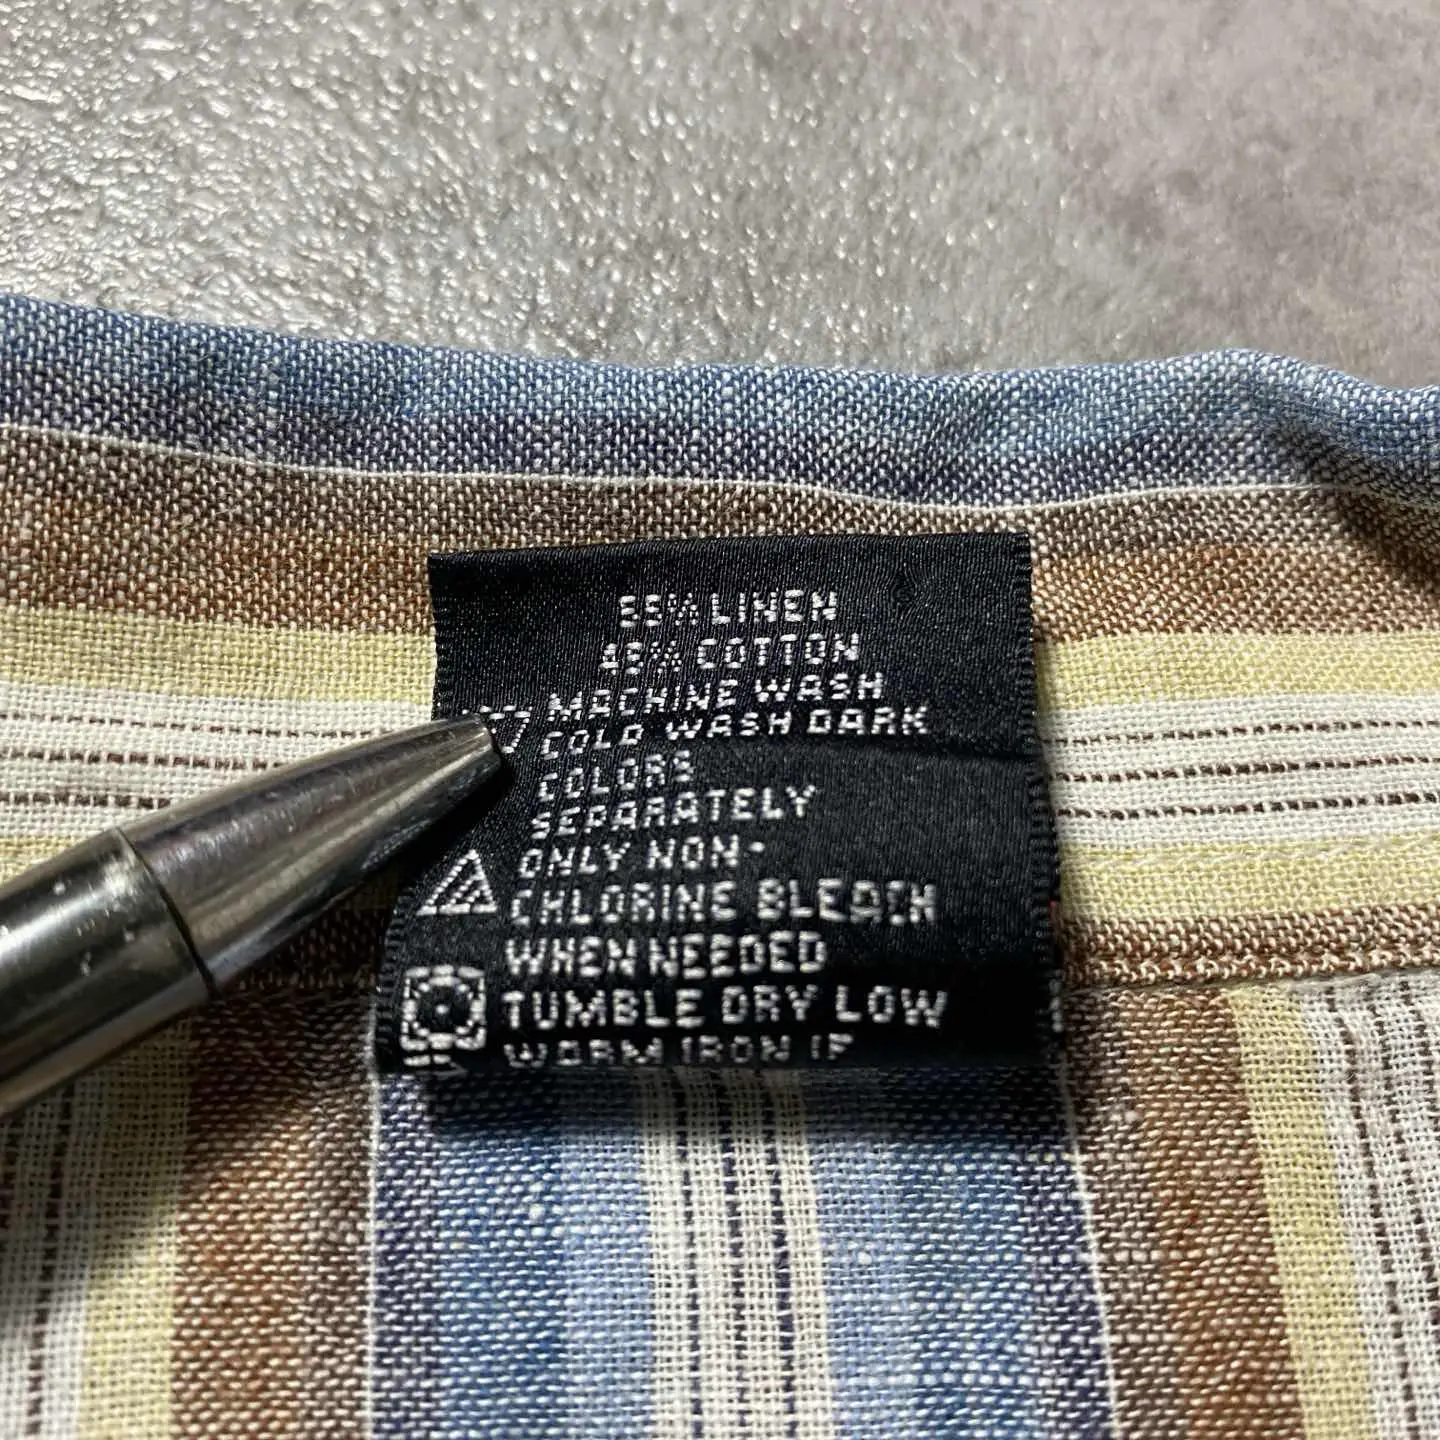 55% LINEN
45% COTTON
MACHINE WASH
COLD WASH DARK
COLORS
SEPARATELY
ONLY NON-
CHLORINE BLEACH
WHEN NEEDED
TUMBLE DRY LOW
WARM IRON IF